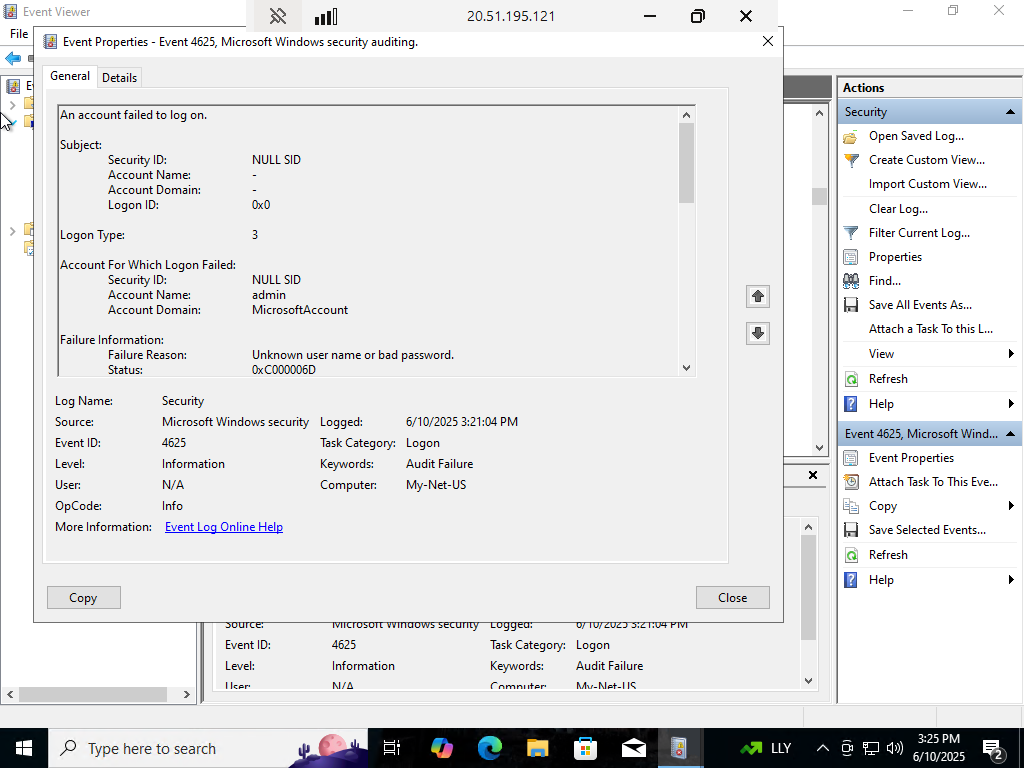 Event Viewer
20.51.195.121
File
Event Properties - Event 4625, Microsoft Windows security auditing.
General
Details
An account failed to log on.
Subject:
Security ID: NULL SID
Account Name: -
Account Domain: -
Logon ID: 0x0
Logon Type: 3
Account For Which Logon Failed:
Security ID: NULL SID
Account Name: admin
Account Domain: MicrosoftAccount
Failure Information:
Failure Reason: Unknown user name or bad password.
Status: 0xC000006D
Log Name: Security
Source: Microsoft Windows security Logged: 6/10/2025 3:21:04 PM
Event ID: 4625 Task Category: Logon
Level: Information Keywords: Audit Failure
User: N/A Computer: My-Net-US
OpCode: Info
More Information: Event Log Online Help
Copy
Close
Source: Microsoft Windows security Logged: 6/10/2025 3:21:04 PM
Event ID: 4625 Task Category: Logon
Level: Information Keywords: Audit Failure
User: N/A Computer: My-Net-US
Actions
Security
Open Saved Log...
Create Custom View...
Import Custom View...
Clear Log...
Filter Current Log...
Properties
Find...
Save All Events As...
Attach a Task To this L...
View
Refresh
Help
Event 4625, Microsoft Wind...
Event Properties
Attach Task To This Eve...
Copy
Save Selected Events...
Refresh
Help
Type here to search
LLY
3:25 PM
6/10/2025
2